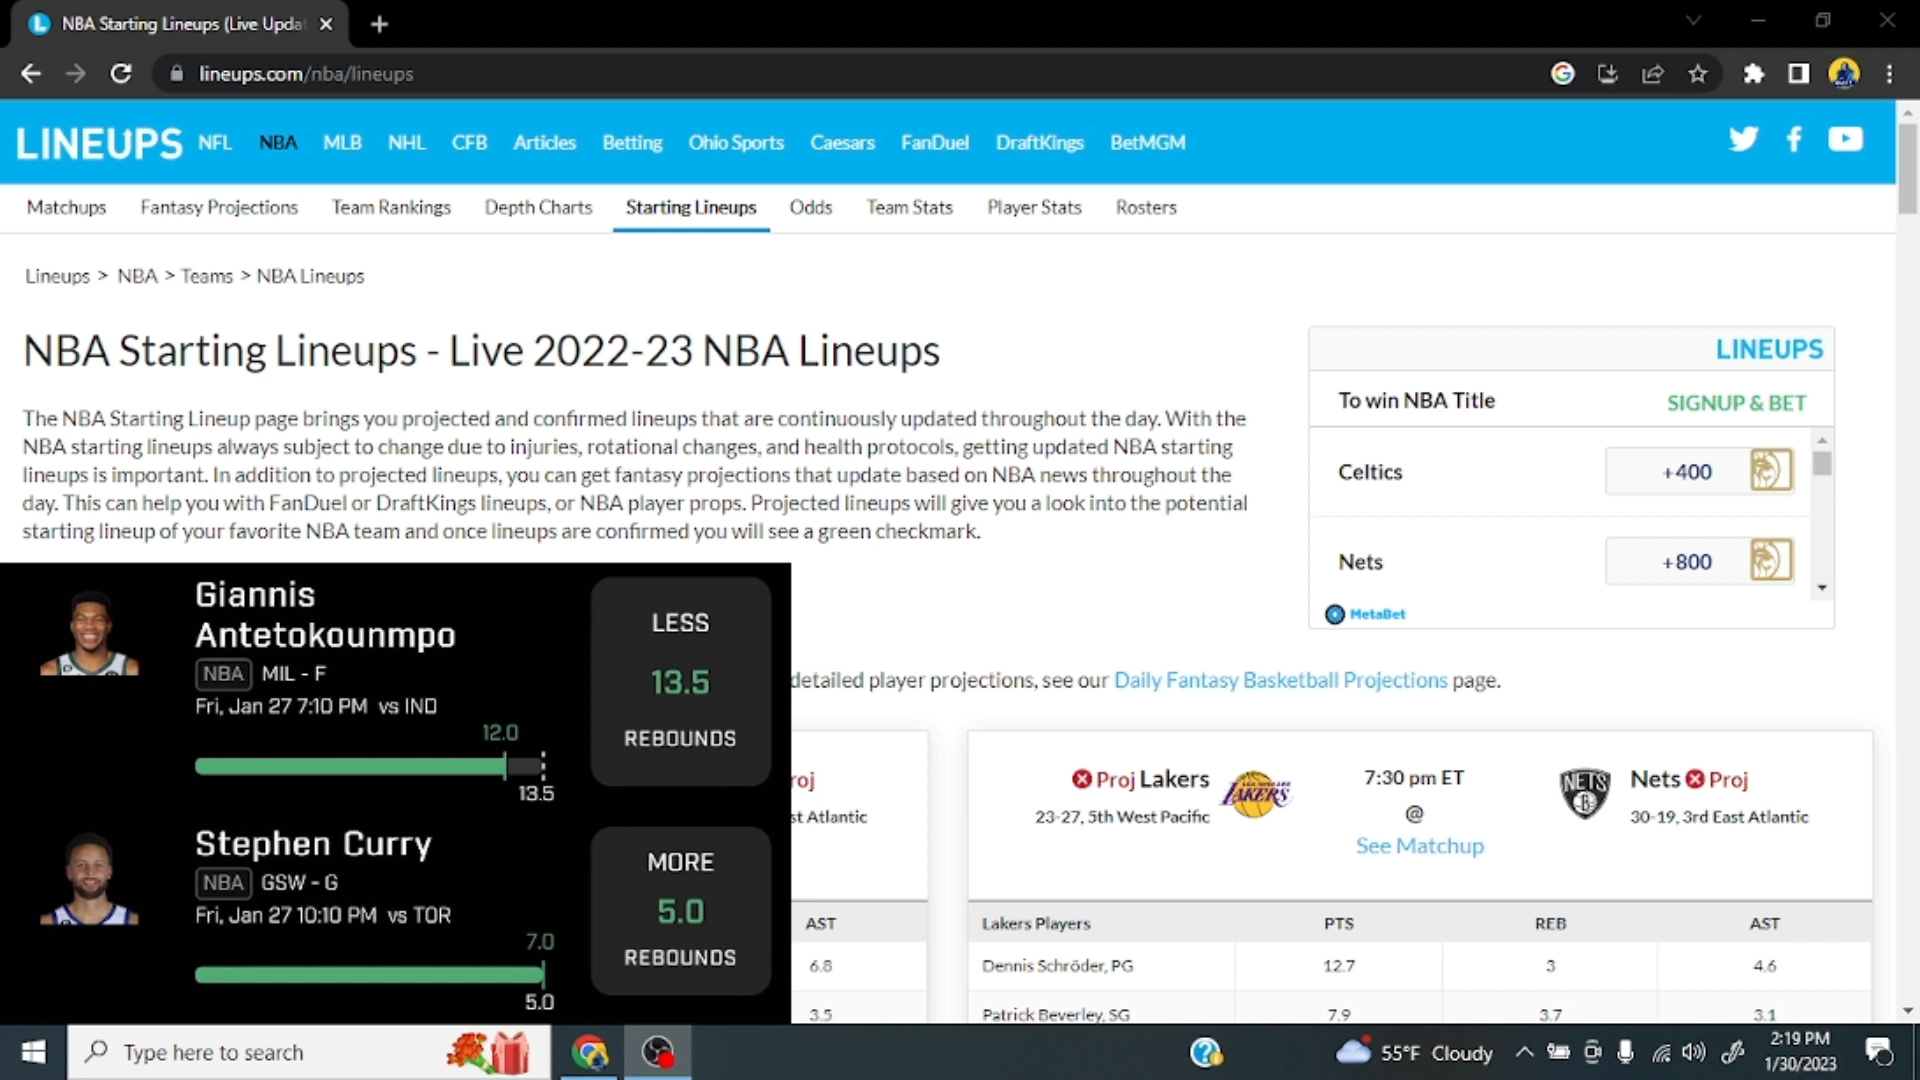 NBA Starting Lineups (Live Upda
lineups.com/nba/lineups
LINEUPS NFL NBA MLB NHL CFB Articles Betting Ohio Sports Caesars FanDuel DraftKings BetMGM
Matchups Fantasy Projections Team Rankings Depth Charts Starting Lineups Odds Team Stats Player Stats Rosters
Lineups > NBA > Teams > NBA Lineups
NBA Starting Lineups - Live 2022-23 NBA Lineups
The NBA Starting Lineup page brings you projected and confirmed lineups that are continuously updated throughout the day. With the
NBA starting lineups always subject to change due to injuries, rotational changes, and health protocols, getting updated NBA starting
lineups is important. In addition to projected lineups, you can get fantasy projections that update based on NBA news throughout the
day. This can help you with FanDuel or DraftKings lineups, or NBA player props. Projected lineups will give you a look into the potential
starting lineup of your favorite NBA team and once lineups are confirmed you will see a green checkmark.
LINEUPS
To win NBA Title SIGNUP & BET
Celtics +400
Nets +800
MetaBet
detailed player projections, see our Daily Fantasy Basketball Projections page.
Giannis
Antetokounmpo
NBA MIL - F
Fri, Jan 27 7:10 PM vs IND
12.0
13.5
LESS
13.5
REBOUNDS
Stephen Curry
NBA GSW - G
Fri, Jan 27 10:10 PM vs TOR
7.0
5.0
MORE
5.0
REBOUNDS
roj
st Atlantic
AST
6.8
3.5
Proj Lakers
23-27, 5th West Pacific
LAKERS
7:30 pm ET
@
See Matchup
NETS
B
Nets Proj
30-19, 3rd East Atlantic
Lakers Players PTS REB AST
Dennis Schröder, PG 12.7 3 4.6
Patrick Beverley, SG 7.9 3.7 3.1
Type here to search
55°F Cloudy
2:19 PM
1/30/2023